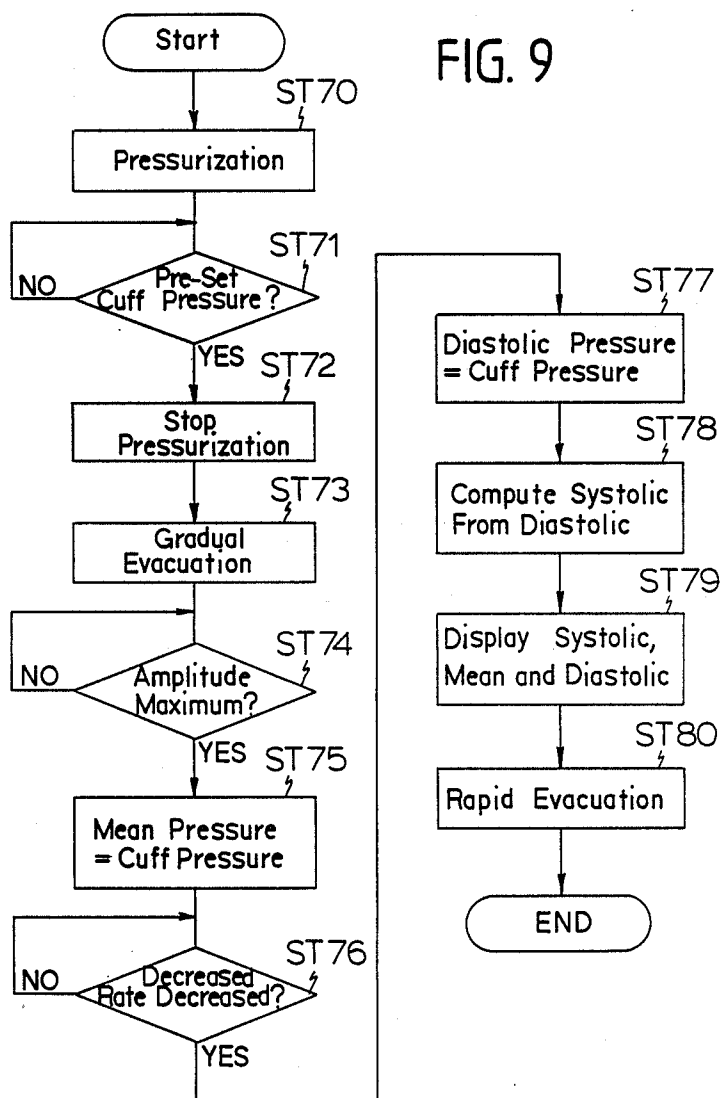 FIG. 9
Start
ST70
Pressurization
ST71
Pre-Set
Cuff Pressure?
NO
YES
ST72
Stop
Pressurization
ST73
Gradual
Evacuation
ST74
Amplitude
Maximum?
NO
YES
ST75
Mean Pressure
= Cuff Pressure
ST76
Decreased
Rate Decreased?
NO
YES
ST77
Diastolic Pressure
= Cuff Pressure
ST78
Compute Systolic
From Diastolic
ST79
Display Systolic,
Mean and Diastolic
ST80
Rapid Evacuation
END